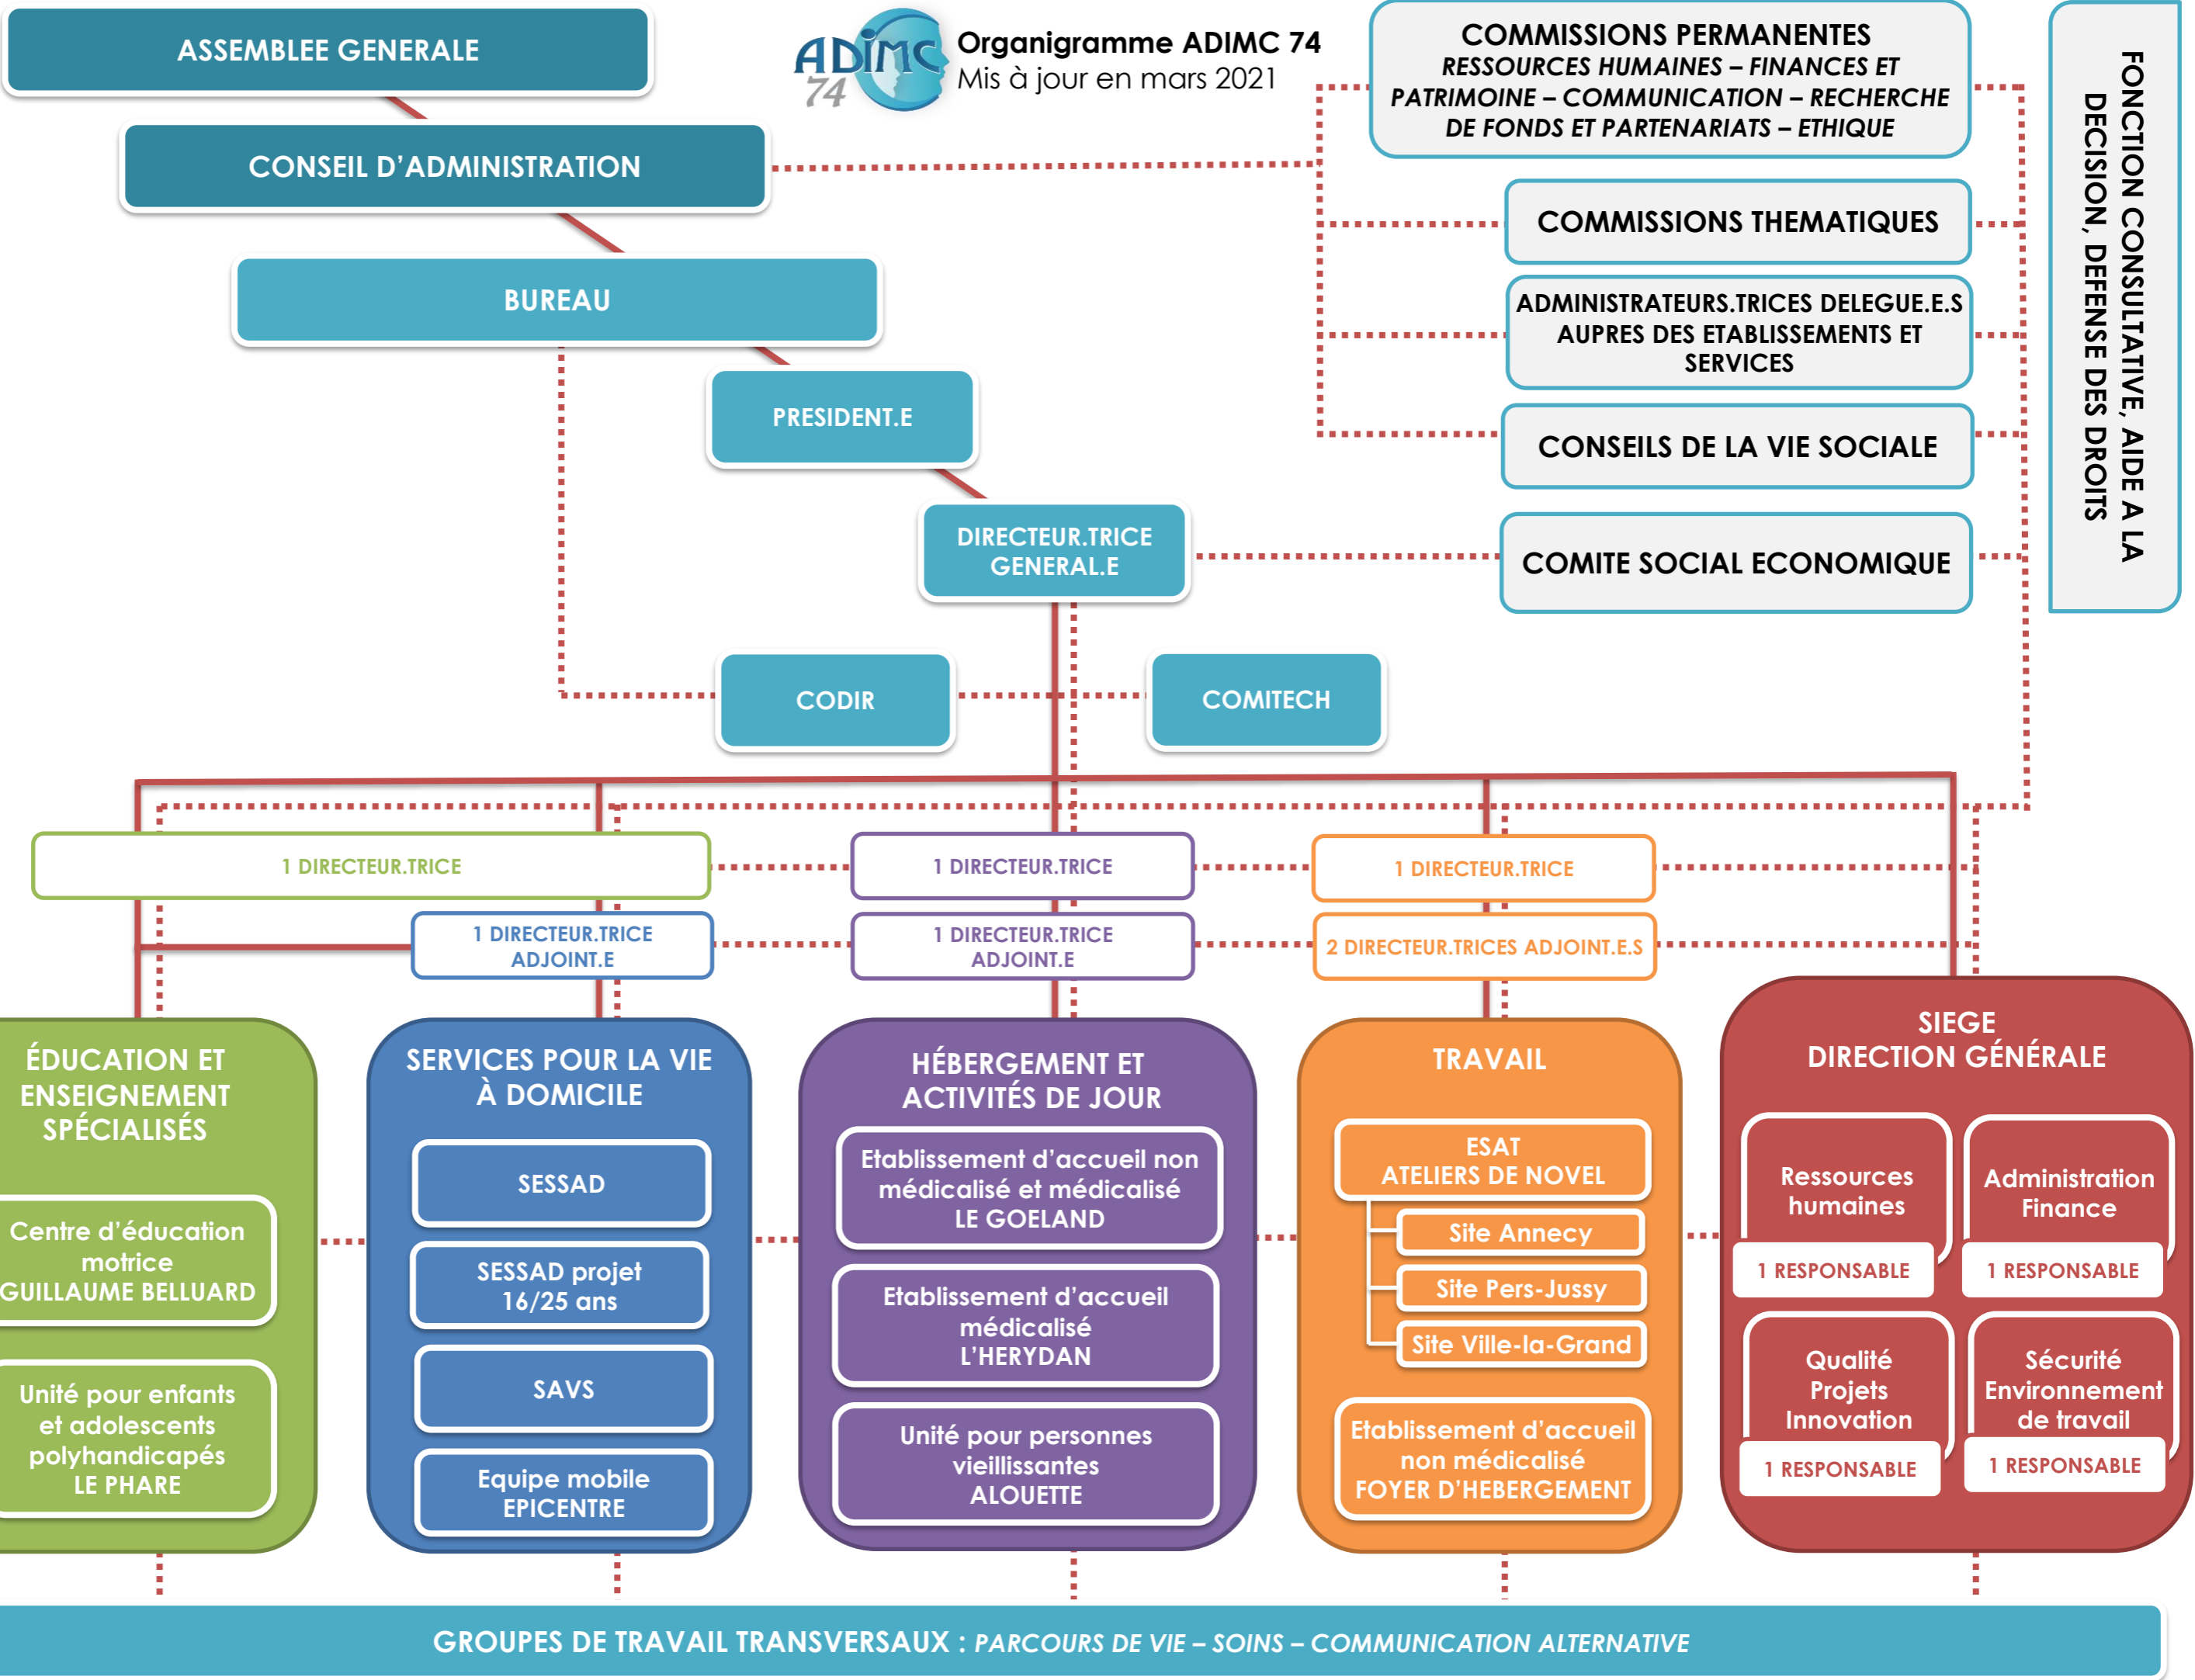 ASSEMBLEE GENERALE
ADIMC
74
Organigramme ADIMC 74
Mis à jour en mars 2021
COMMISSIONS PERMANENTES
RESSOURCES HUMAINES – FINANCES ET
PATRIMOINE – COMMUNICATION – RECHERCHE
DE FONDS ET PARTENARIATS – ETHIQUE
FONCTION CONSULTATIVE, AIDE A LA
DECISION, DEFENSE DES DROITS
CONSEIL D’ADMINISTRATION
COMMISSIONS THEMATIQUES
BUREAU
ADMINISTRATEURS.TRICES DELEGUE.E.S
AUPRES DES ETABLISSEMENTS ET
SERVICES
PRESIDENT.E
CONSEILS DE LA VIE SOCIALE
DIRECTEUR.TRICE
GENERAL.E
COMITE SOCIAL ECONOMIQUE
CODIR
COMITECH
1 DIRECTEUR.TRICE
1 DIRECTEUR.TRICE
1 DIRECTEUR.TRICE
1 DIRECTEUR.TRICE
ADJOINT.E
1 DIRECTEUR.TRICE
ADJOINT.E
2 DIRECTEUR.TRICES ADJOINT.E.S
ÉDUCATION ET
ENSEIGNEMENT
SPÉCIALISÉS
Centre d’éducation
motrice
GUILLAUME BELLUARD
Unité pour enfants
et adolescents
polyhandicapés
LE PHARE
SERVICES POUR LA VIE
À DOMICILE
SESSAD
SESSAD projet
16/25 ans
SAVS
Equipe mobile
EPICENTRE
HÉBERGEMENT ET
ACTIVITÉS DE JOUR
Etablissement d’accueil non
médicalisé et médicalisé
LE GOELAND
Etablissement d’accueil
médicalisé
L’HERYDAN
Unité pour personnes
vieillissantes
ALOUETTE
TRAVAIL
ESAT
ATELIERS DE NOVEL
Site Annecy
Site Pers-Jussy
Site Ville-la-Grand
Etablissement d’accueil
non médicalisé
FOYER D’HEBERGEMENT
SIEGE
DIRECTION GÉNÉRALE
Ressources
humaines
1 RESPONSABLE
Administration
Finance
1 RESPONSABLE
Qualité
Projets
Innovation
1 RESPONSABLE
Sécurité
Environnement
de travail
1 RESPONSABLE
GROUPES DE TRAVAIL TRANSVERSAUX : PARCOURS DE VIE – SOINS – COMMUNICATION ALTERNATIVE